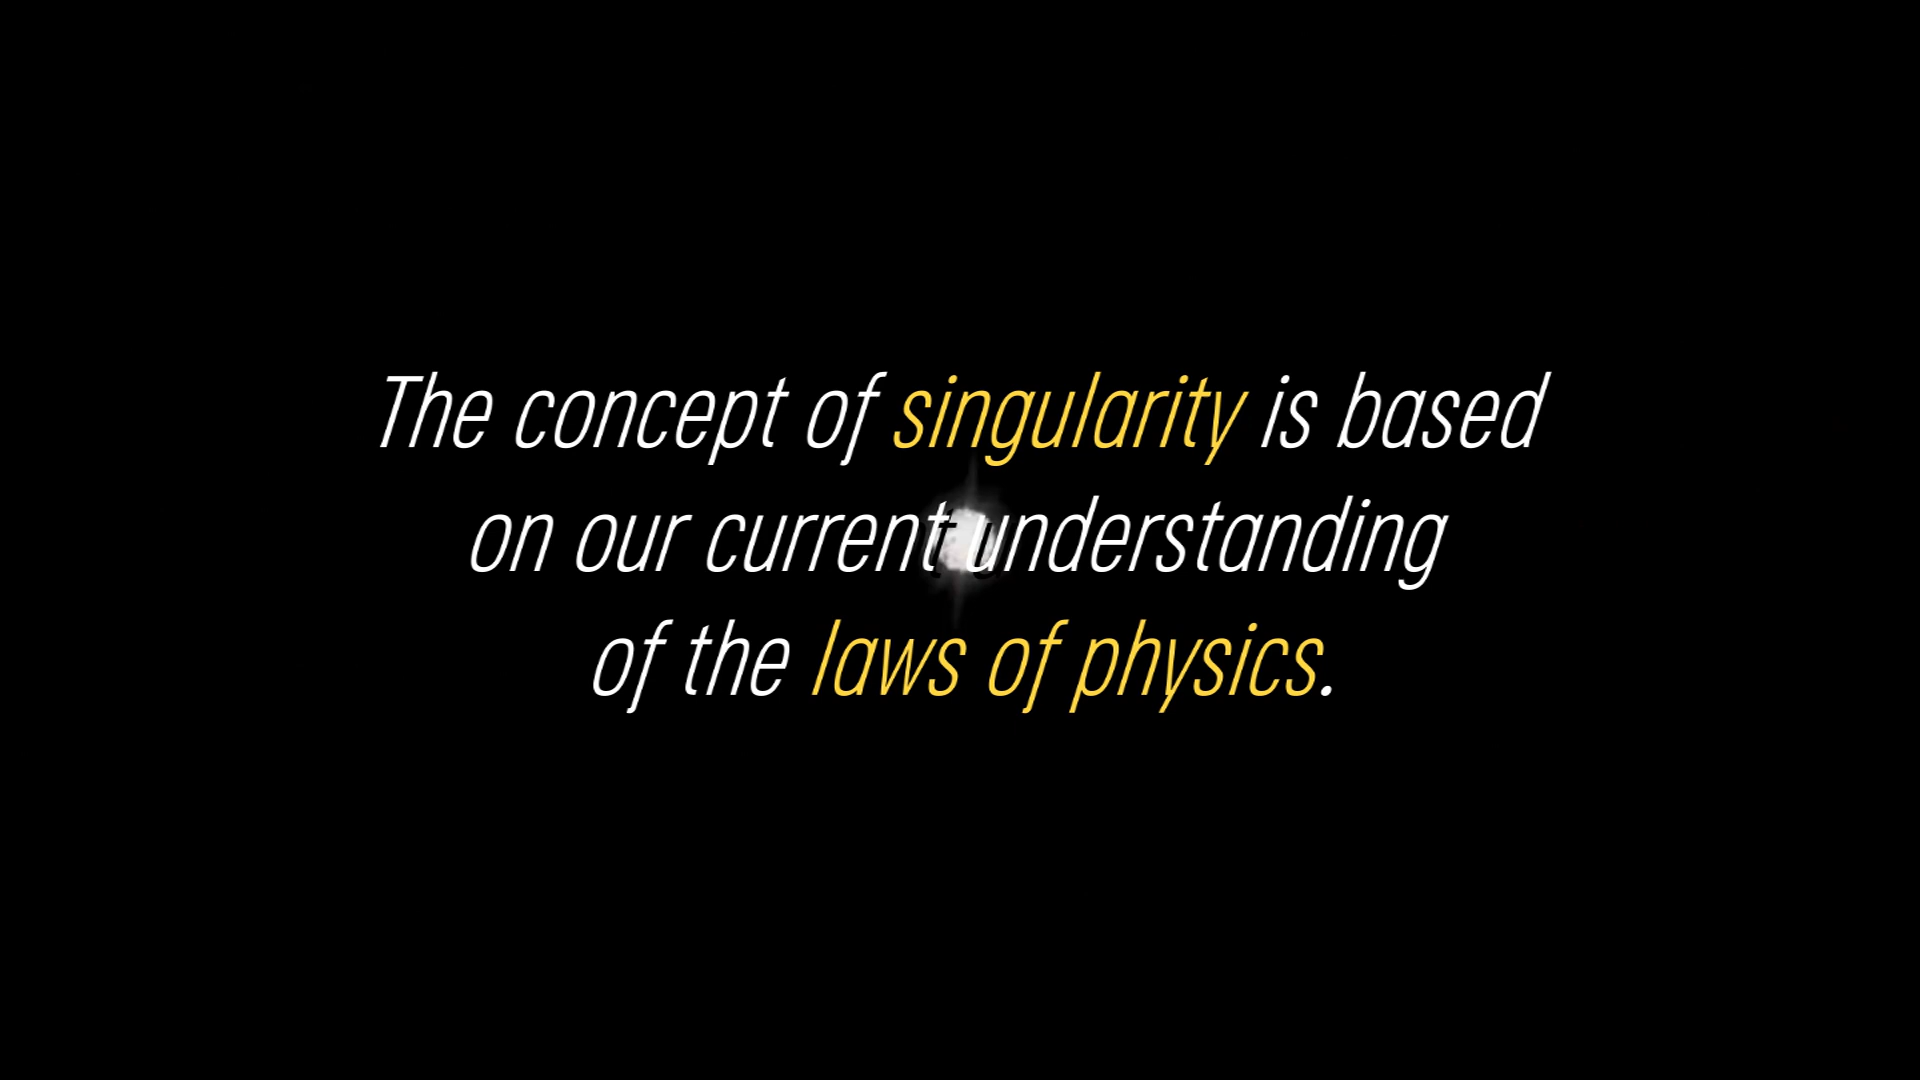 The concept of singularity is based
on our current understanding
of the laws of physics.